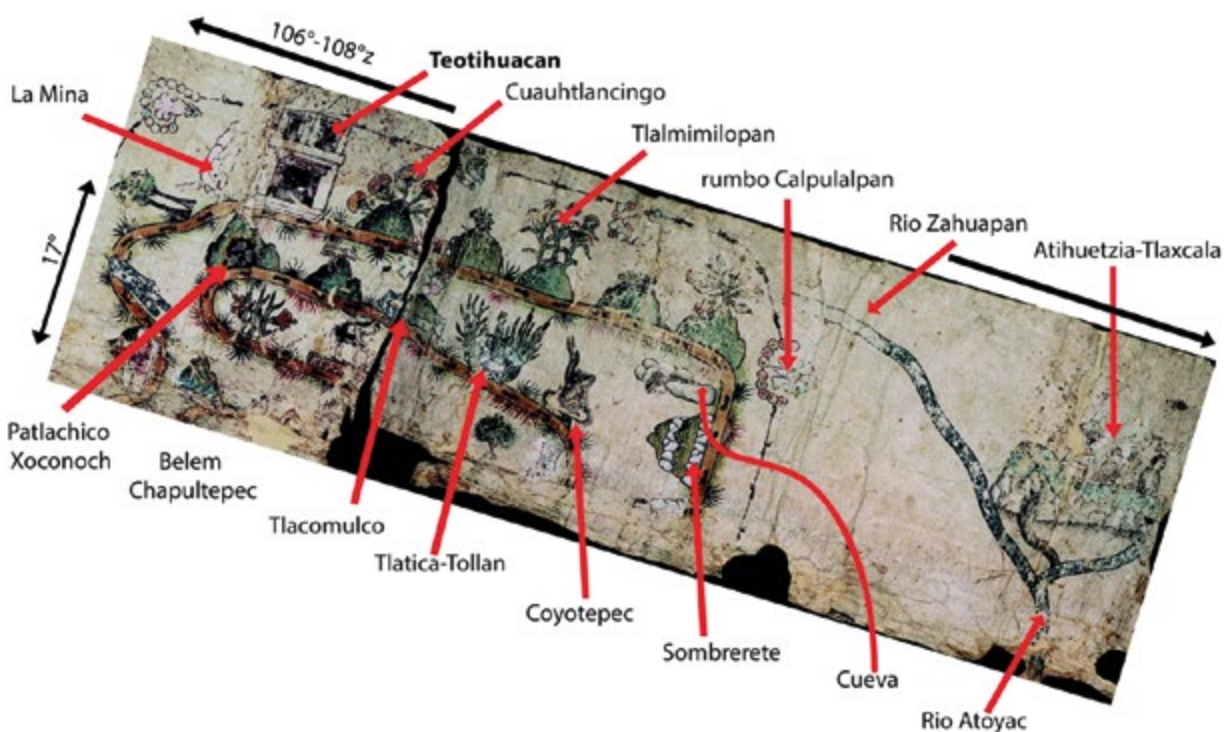 106°-108°z
Teotihuacan
La Mina
Cuauhtlancingo
Tlalmimilopan
rumbo Calpulalpan
Rio Zahuapan
Atihuetzia-Tlaxcala
17°
Patlachico
Xoconoch
Belem
Chapultepec
Tlacomulco
Tlatica-Tollan
Coyotepec
Sombrerete
Cueva
Rio Atoyac